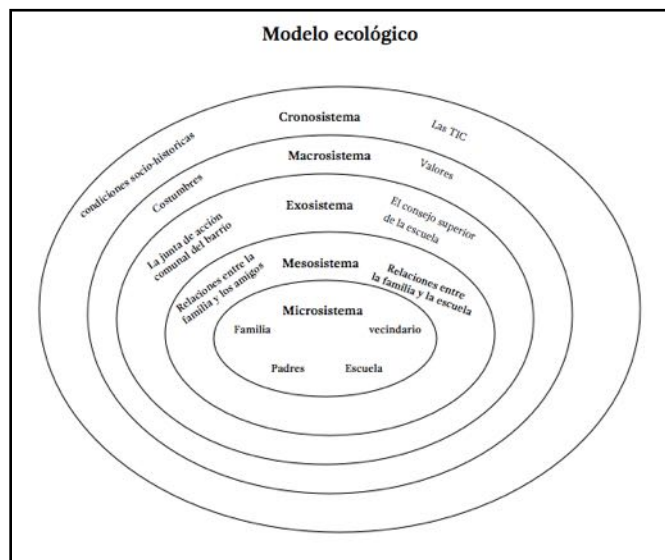 Modelo ecológico
Cronosistema
condiciones socio-historicas
Las TIC
Macrosistema
Costumbres
Valores
Exosistema
La junta de acción
comunal del barrio
El consejo superior
de la escuela
Mesosistema
Relaciones entre la
familia y los amigos
Relaciones entre
la familia y la escuela
Microsistema
Familia
vecindario
Padres
Escuela